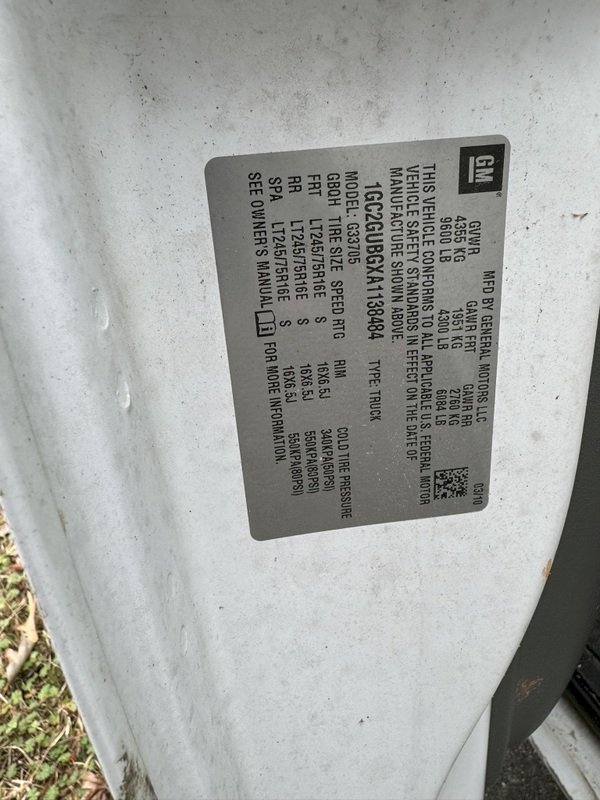 GM
MFD BY GENERAL MOTORS LLC
03/10
GVWR GAWR FRT GAWR RR
4355 KG 1951 KG 2760 KG
9600 LB 4300 LB 6084 LB
THIS VEHICLE CONFORMS TO ALL APPLICABLE U.S. FEDERAL MOTOR
VEHICLE SAFETY STANDARDS IN EFFECT ON THE DATE OF
MANUFACTURE SHOWN ABOVE.
1GC2GUBGXA1138484 TYPE: TRUCK
MODEL: G33705
GBQH TIRE SIZE SPEED RTG RIM COLD TIRE PRESSURE
FRT LT245/75R16E S 16X6.5J 340KPA(50PSI)
RR LT245/75R16E S 16X6.5J 550KPA(80PSI)
SPA LT245/75R16E S 16X6.5J 550KPA(80PSI)
SEE OWNER'S MANUAL i FOR MORE INFORMATION.